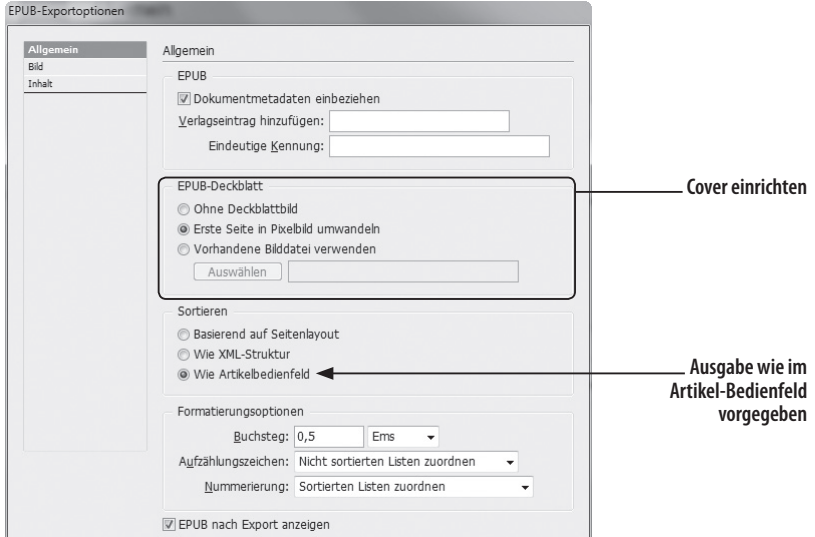 EPUB-Exportoptionen
Allgemein
Bild
Inhalt
Allgemein
EPUB
Dokumentmetadaten einbeziehen
Verlagseintrag hinzufügen:
Eindeutige Kennung:
EPUB-Deckblatt
Ohne Deckblattbild
Erste Seite in Pixelbild umwandeln
Vorhandene Bilddatei verwenden
Auswählen
Cover einrichten
Sortieren
Basierend auf Seitenlayout
Wie XML-Struktur
Wie Artikelbedienfeld
Ausgabe wie im
Artikel-Bedienfeld
vorgegeben
Formatierungsoptionen
Buchsteg: 0,5 Ems
Aufzählungszeichen: Nicht sortierten Listen zuordnen
Nummerierung: Sortierten Listen zuordnen
EPUB nach Export anzeigen